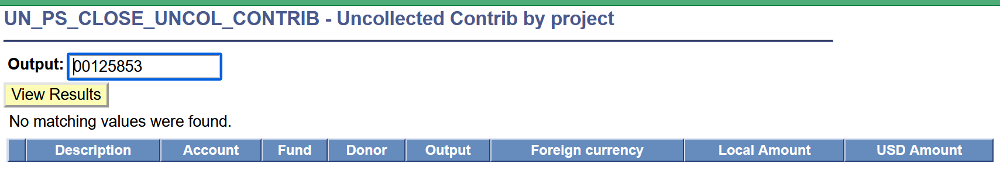 UN_PS_CLOSE_UNCOL_CONTRIB - Uncollected Contrib by project
Output: 00125853
View Results
No matching values were found.
Description Account Fund Donor Output Foreign currency Local Amount USD Amount